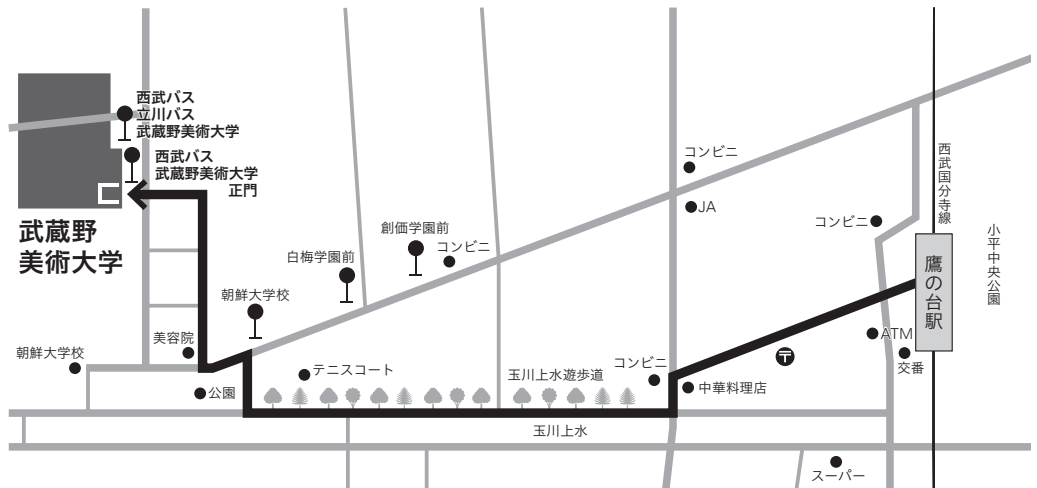 西武バス
立川バス
武蔵野美術大学
西武バス
武蔵野美術大学
正門
武蔵野
美術大学
コンビニ
JA
西武国分寺線
小平中央公園
コンビニ
鷹の台駅
創価学園前
コンビニ
白梅学園前
朝鮮大学校
美容院
朝鮮大学校
公園
テニスコート
玉川上水遊歩道
コンビニ
中華料理店
〒
ATM
交番
玉川上水
スーパー